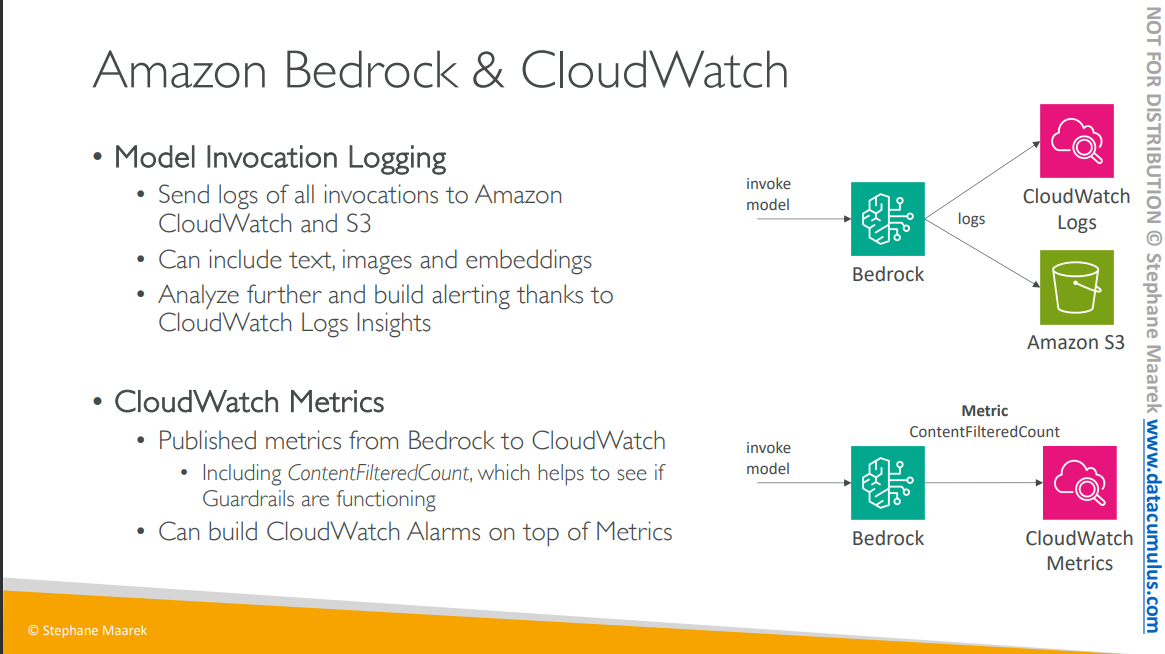 Amazon Bedrock & CloudWatch
• Model Invocation Logging
• Send logs of all invocations to Amazon
CloudWatch and S3
• Can include text, images and embeddings
• Analyze further and build alerting thanks to
CloudWatch Logs Insights
• CloudWatch Metrics
• Published metrics from Bedrock to CloudWatch
• Including ContentFilteredCount, which helps to see if
Guardrails are functioning
• Can build CloudWatch Alarms on top of Metrics
invoke
model
Bedrock
logs
CloudWatch
Logs
Amazon S3
Metric
ContentFilteredCount
invoke
model
Bedrock
CloudWatch
Metrics
© Stephane Maarek
NOT FOR DISTRIBUTION © Stephane Maarek www.datacumulus.com